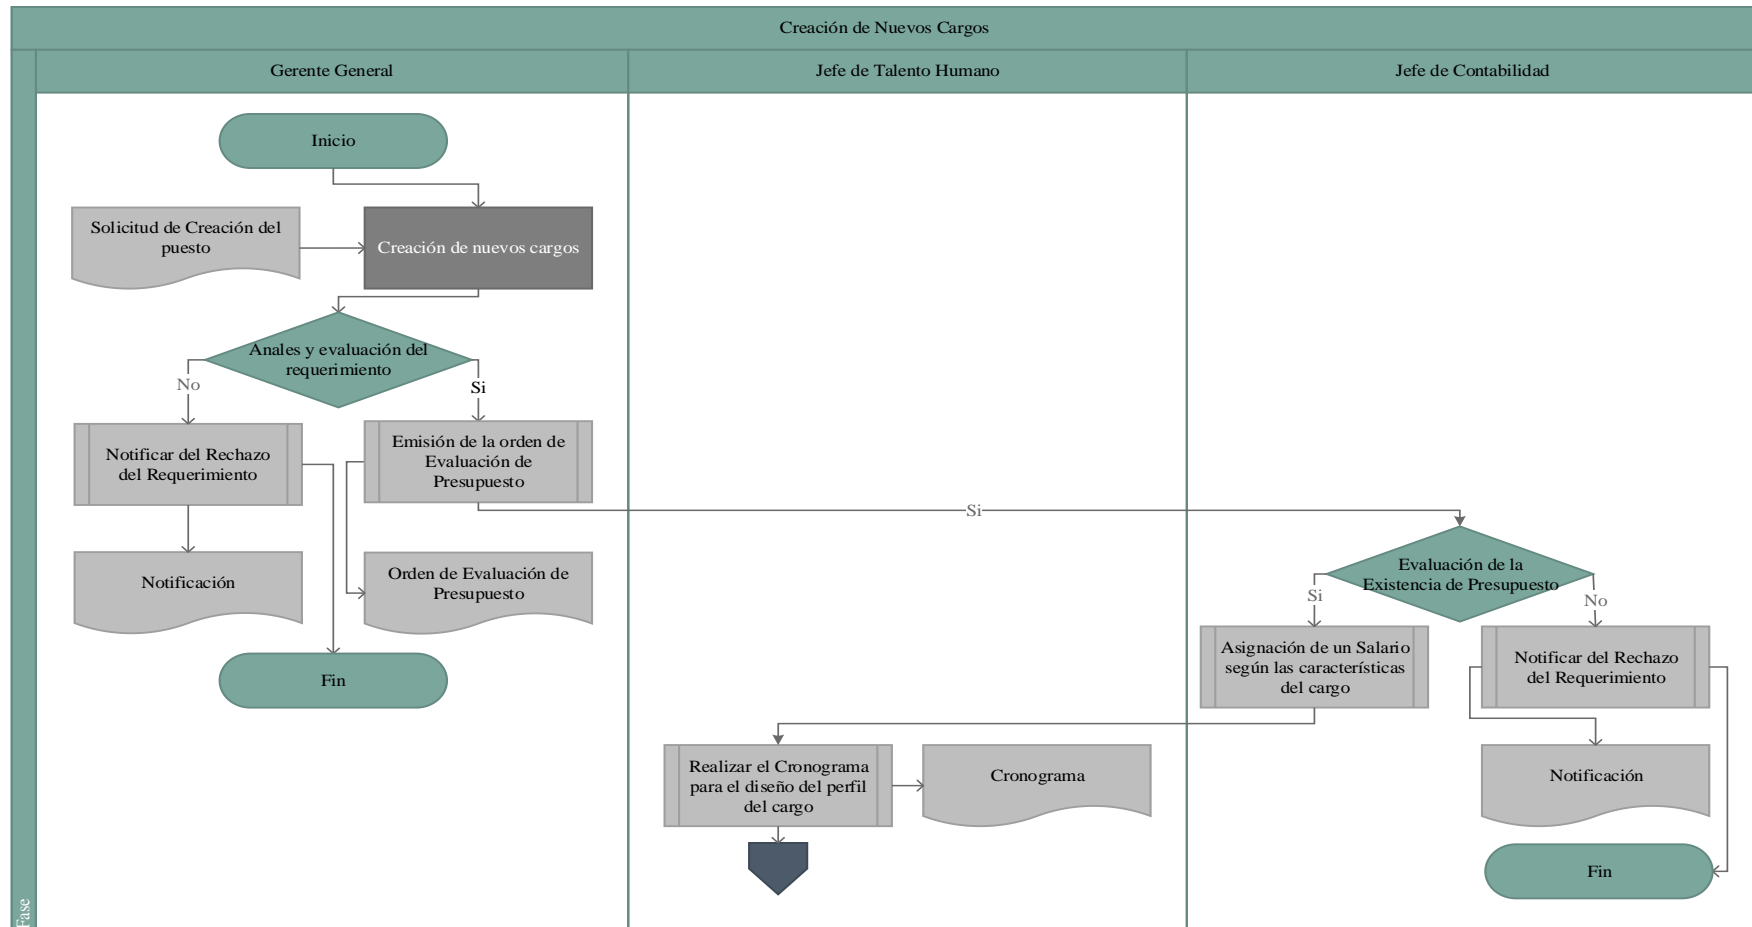 Creación de Nuevos Cargos
Gerente General
Jefe de Talento Humano
Jefe de Contabilidad
Inicio
Solicitud de Creación del
puesto
Creación de nuevos cargos
Anales y evaluación del
requerimiento
No
Si
Notificar del Rechazo
del Requerimiento
Emisión de la orden de
Evaluación de
Presupuesto
Si
Notificación
Orden de Evaluación de
Presupuesto
Fin
Evaluación de la
Existencia de Presupuesto
Si
No
Asignación de un Salario
según las características
del cargo
Notificar del Rechazo
del Requerimiento
Realizar el Cronograma
para el diseño del perfil
del cargo
Cronograma
Notificación
Fin
Fase